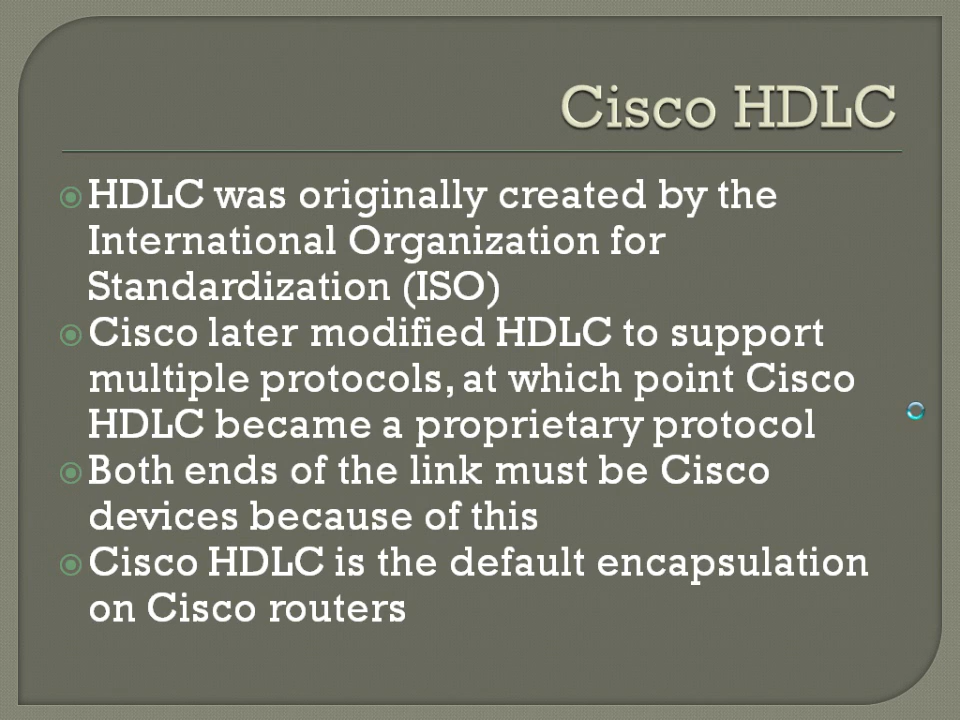 Cisco HDLC
HDLC was originally created by the
International Organization for
Standardization (ISO)
Cisco later modified HDLC to support
multiple protocols, at which point Cisco
HDLC became a proprietary protocol
Both ends of the link must be Cisco
devices because of this
Cisco HDLC is the default encapsulation
on Cisco routers